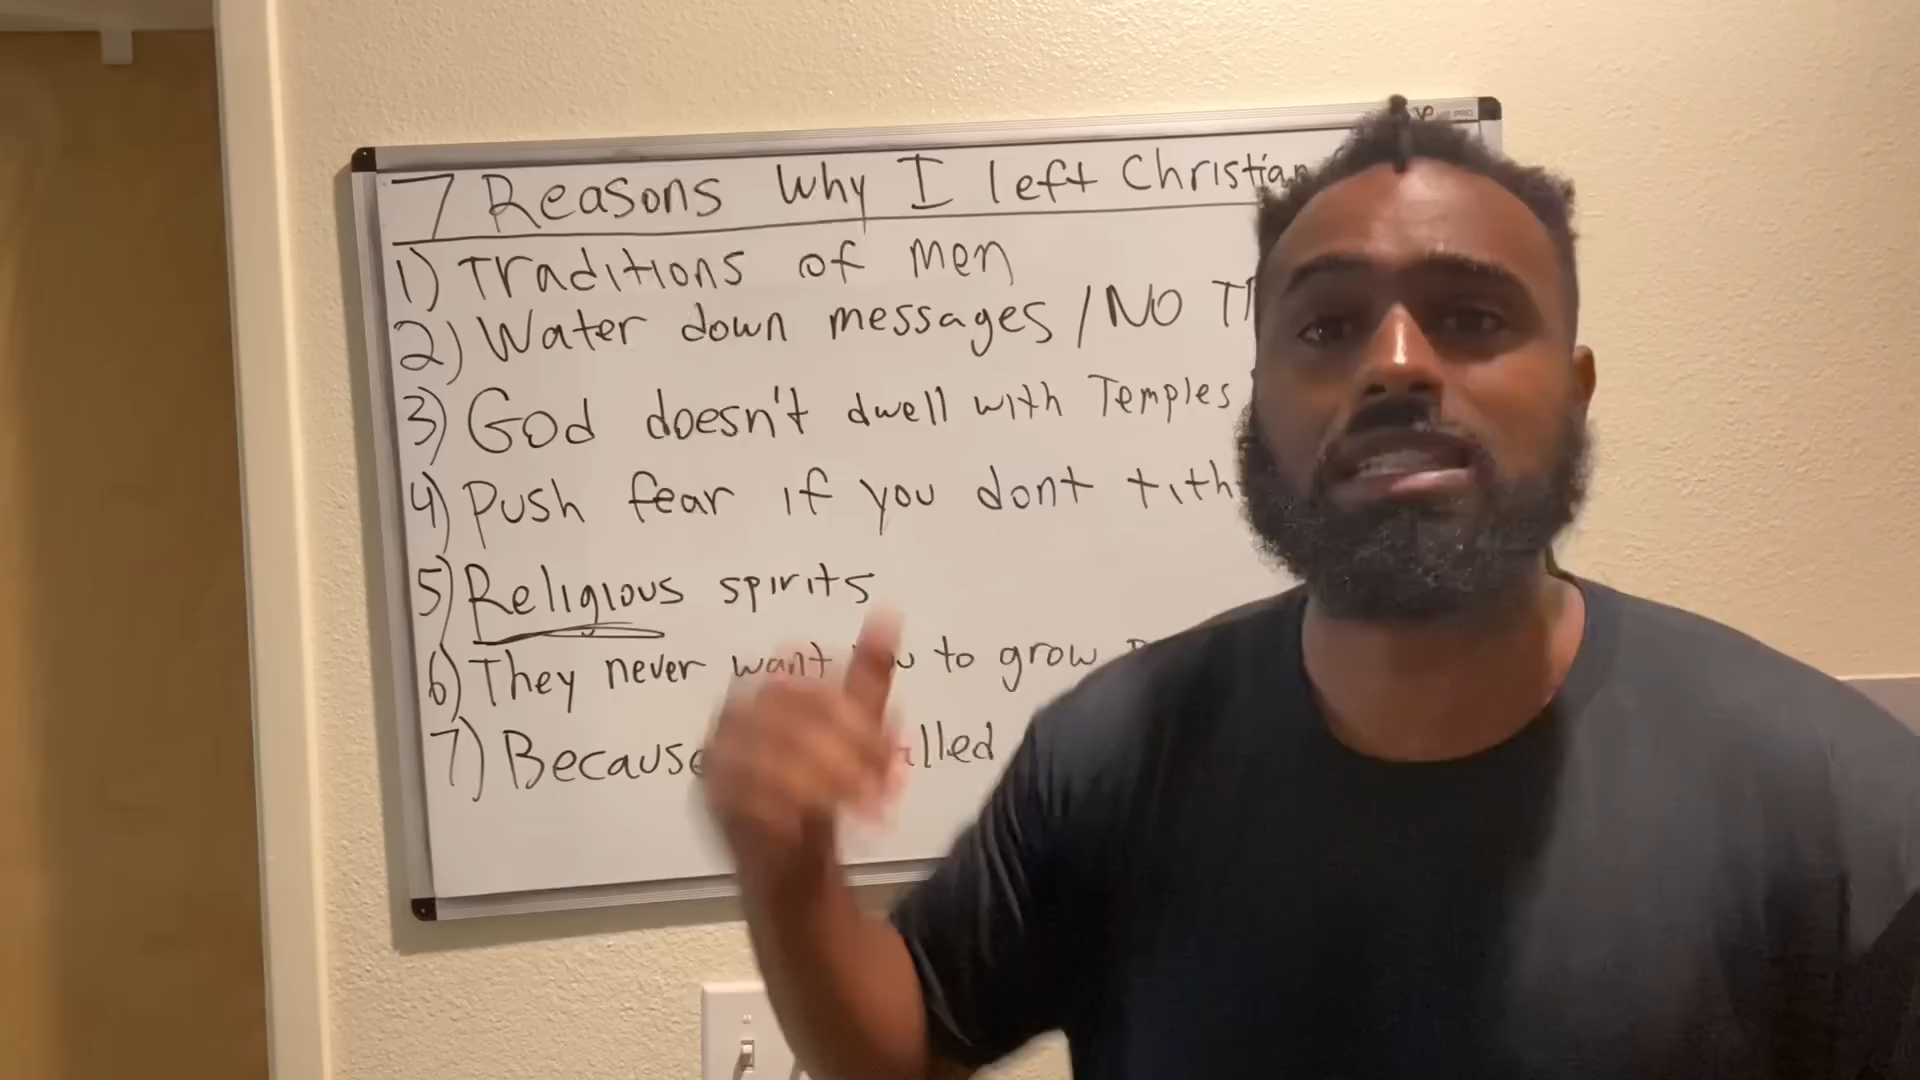 7 Reasons Why I left Christian
1) Traditions of men
2) Water down messages / NO
3) God doesn't dwell with Temples
4) Push fear if you dont
5) Religious spirits
6) They never want to grow
7) Because